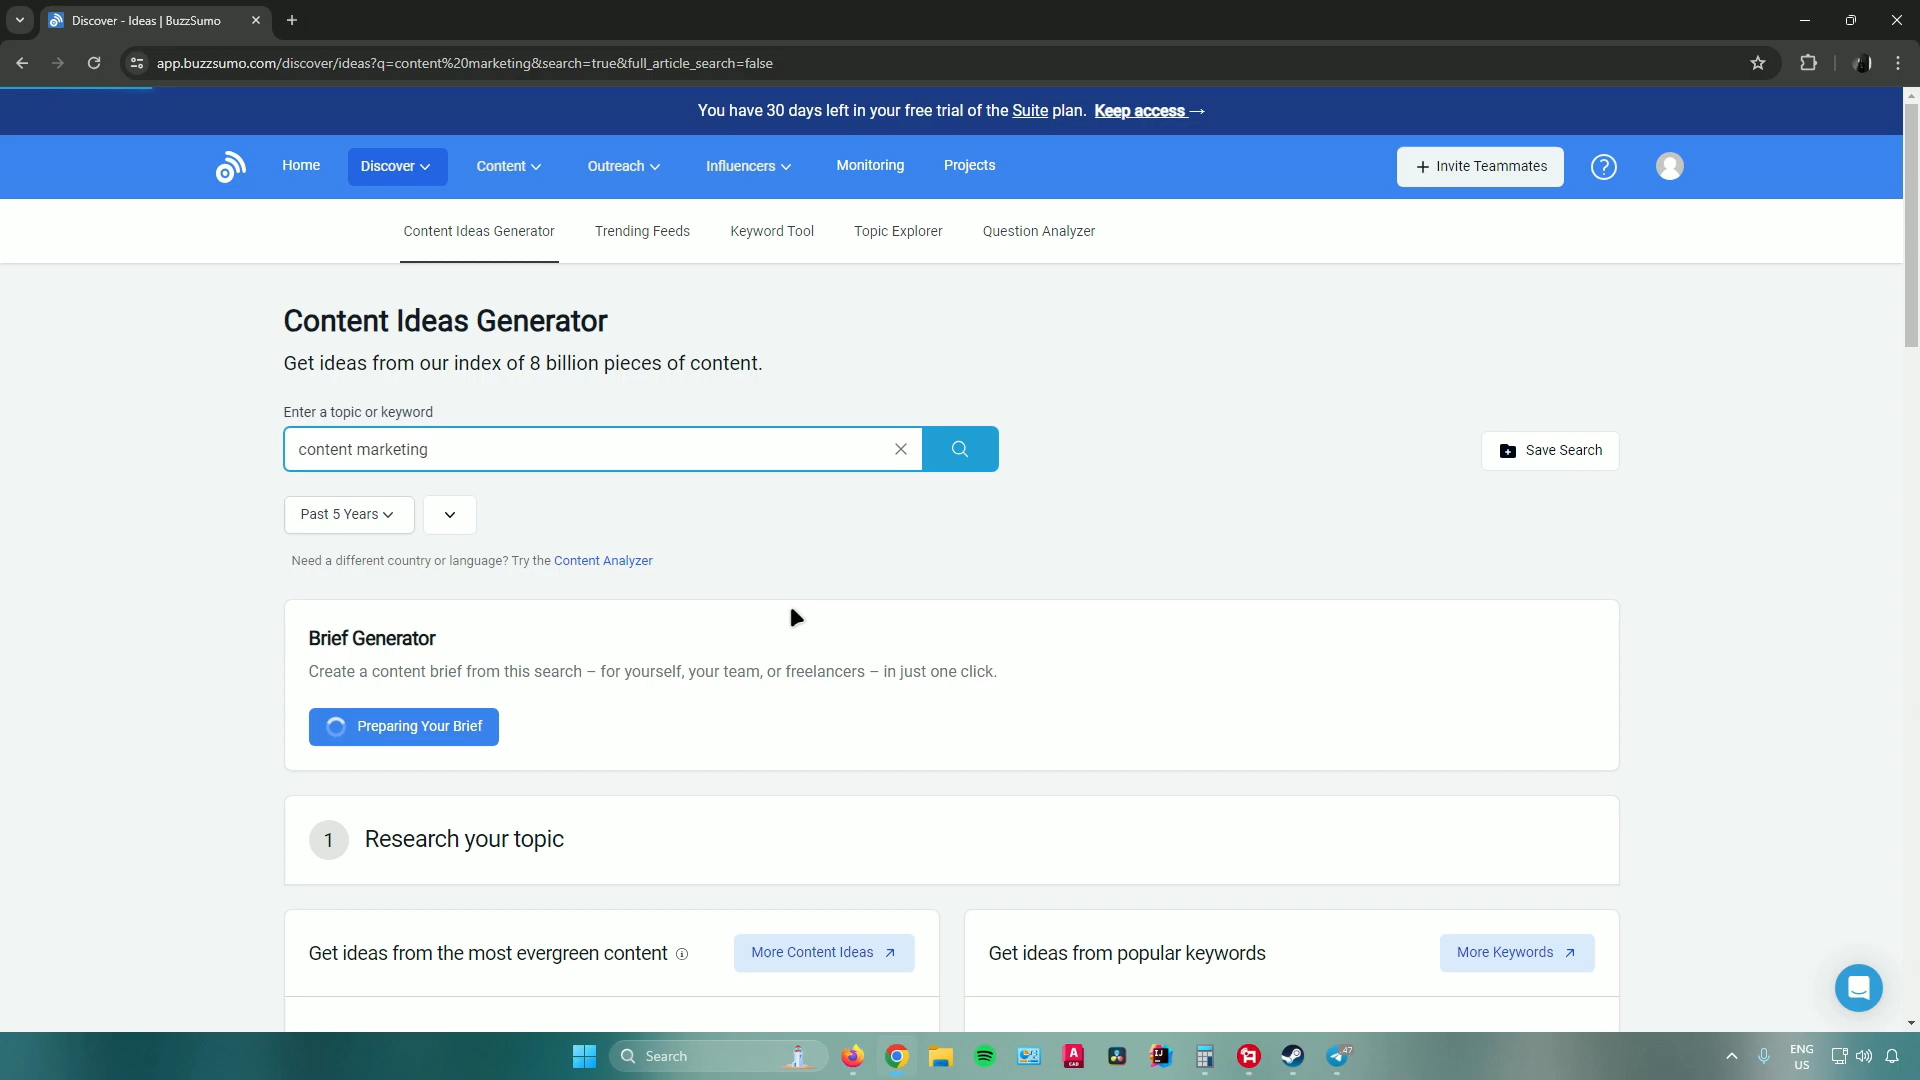 Discover - Ideas | BuzzSumo
app.buzzsumo.com/discover/ideas?q=content%20marketing&search=true&full_article_search=false
You have 30 days left in your free trial of the Suite plan. Keep access →
Home
Discover
Content
Outreach
Influencers
Monitoring
Projects
+ Invite Teammates
?
Content Ideas Generator
Trending Feeds
Keyword Tool
Topic Explorer
Question Analyzer
Content Ideas Generator
Get ideas from our index of 8 billion pieces of content.
Enter a topic or keyword
content marketing
Save Search
Past 5 Years
Need a different country or language? Try the Content Analyzer
Brief Generator
Create a content brief from this search – for yourself, your team, or freelancers – in just one click.
Preparing Your Brief
1 Research your topic
Get ideas from the most evergreen content
More Content Ideas
Get ideas from popular keywords
More Keywords
Search
A
CAD
IJ
47
ENG
US